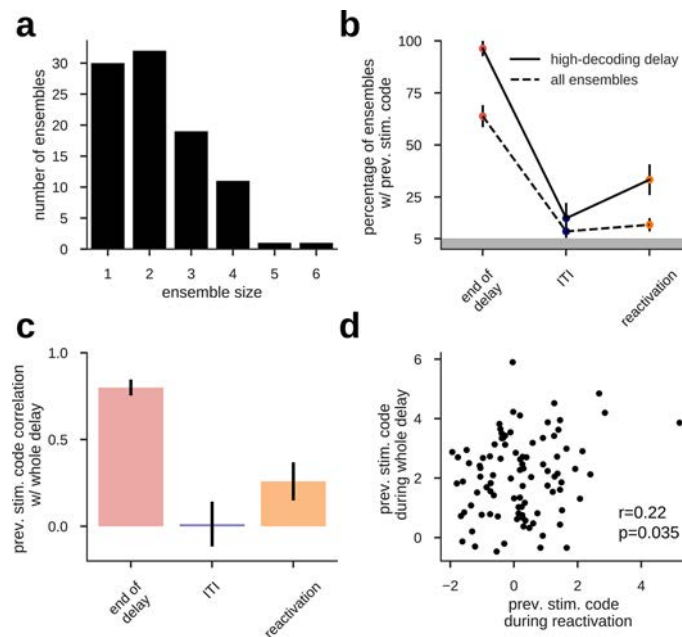 a
number of ensembles
30
25
20
15
10
5
0
1 2 3 4 5 6
ensemble size
b
percentage of ensembles
w/ prev. stim. code
100
75
50
25
5
high-decoding delay
all ensembles
end of
delay
ITI
reactivation
c
prev. stim. code correlation
w/ whole delay
1.0
0.5
0.0
end of
delay
ITI
reactivation
d
prev. stim. code
during whole delay
6
4
2
0
r=0.22
p=0.035
−2 0 2 4
prev. stim. code
during reactivation